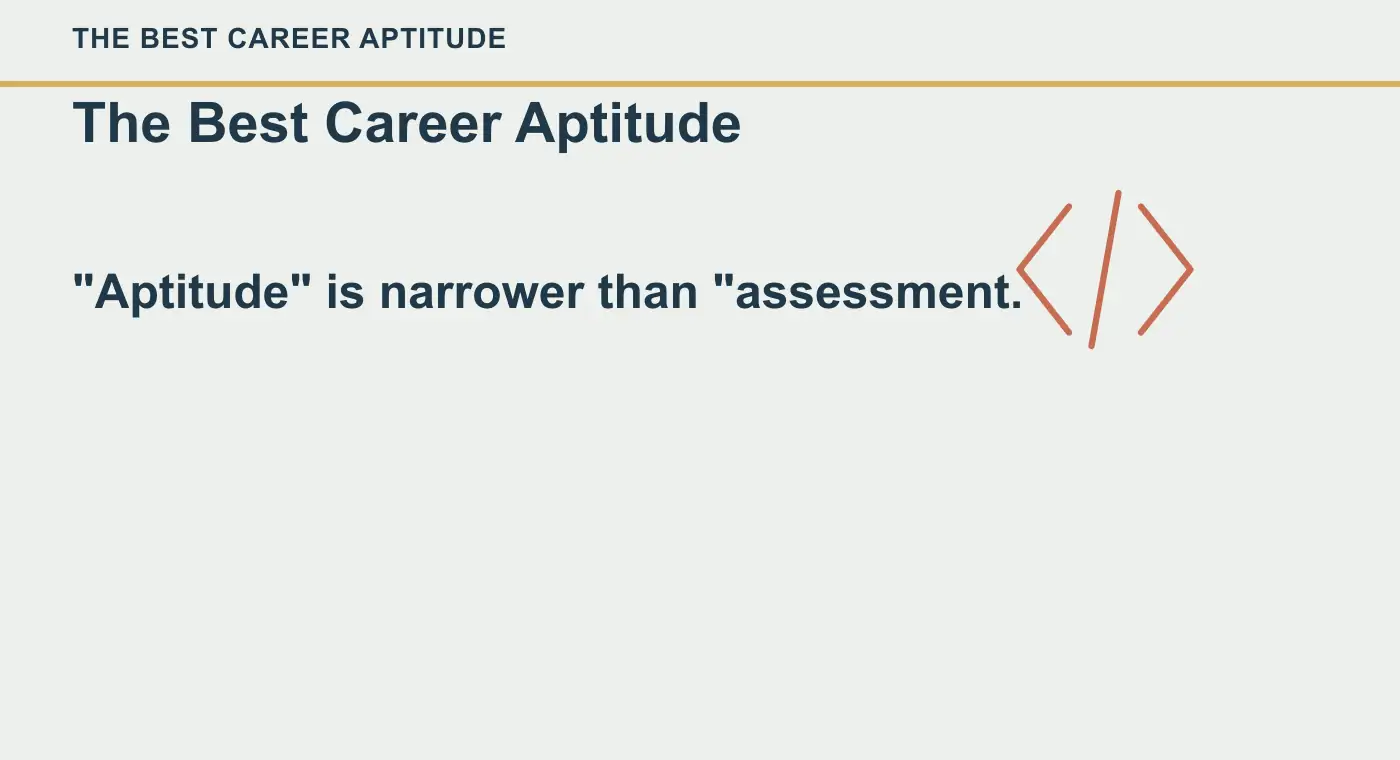 THE BEST CAREER APTITUDE
The Best Career Aptitude
"Aptitude" is narrower than "assessment.